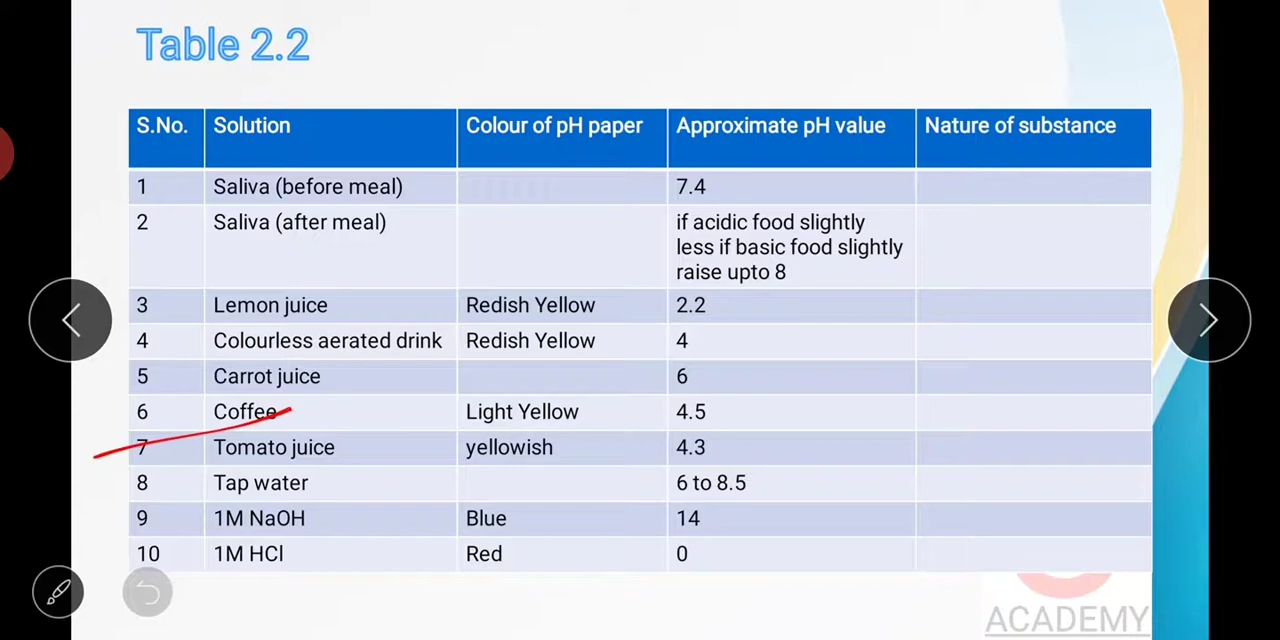 Table 2.2
S.No. Solution Colour of pH paper Approximate pH value Nature of substance
1 Saliva (before meal) 7.4
2 Saliva (after meal) if acidic food slightly
less if basic food slightly
raise upto 8
3 Lemon juice Redish Yellow 2.2
4 Colourless aerated drink Redish Yellow 4
5 Carrot juice 6
6 Coffee Light Yellow 4.5
7 Tomato juice yellowish 4.3
8 Tap water 6 to 8.5
9 1M NaOH Blue 14
10 1M HCl Red 0
ACADEMY